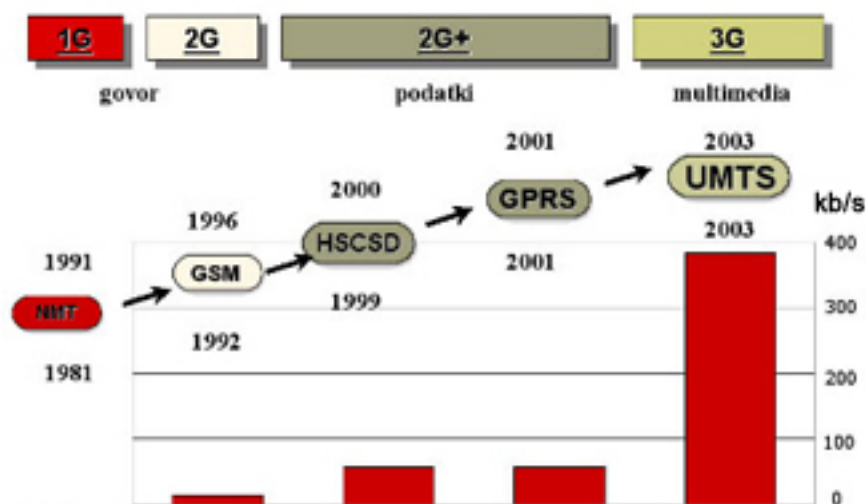 1G 2G 2G+ 3G
govor podatki multimedia
2001 2003
2000 GPRS UMTS
1996 HSCSD kb/s
1991 GSM 2001 2003 400
NMT 1999 300
1992
1981 200
100
0